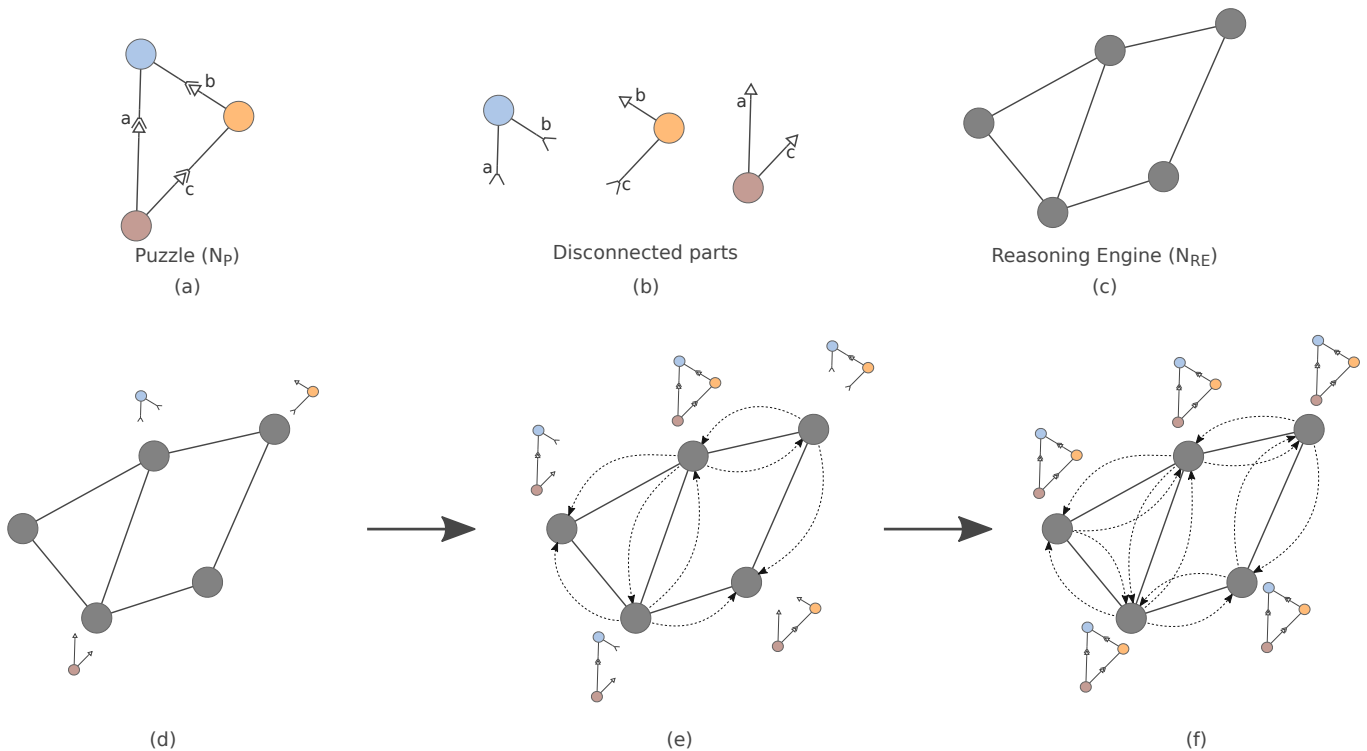 b
a
c
Puzzle (N_P)
(a)
b
a
b
c
a
c
Disconnected parts
(b)
Reasoning Engine (N_RE)
(c)
(d)
(e)
(f)